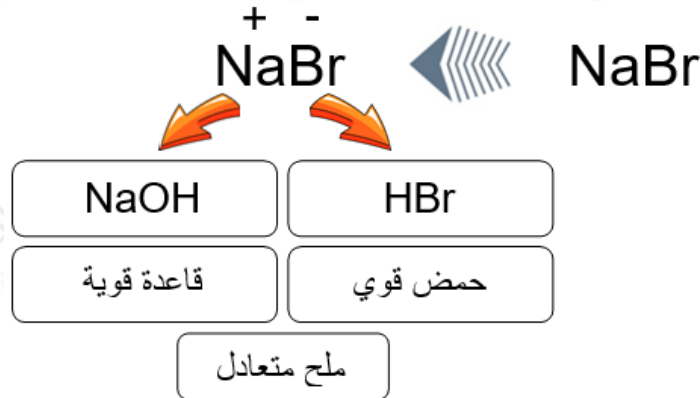 + -
NaBr NaBr
NaOH HBr
قاعدة قوية حمض قوي
ملح متعادل